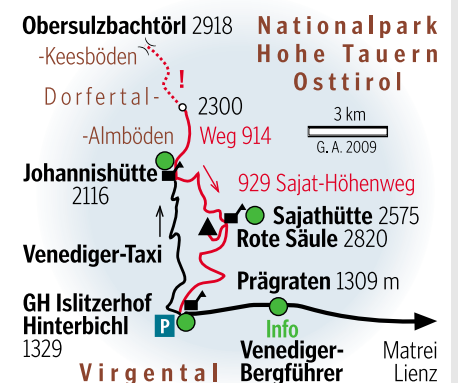 Obersulzbachtörl 2918
Nationalpark
Hohe Tauern
Osttirol
-Keesböden
!
Dorfertal-
2300
-Almböden
Weg 914
3 km
G. A. 2009
Johannishütte
2116
929 Sajat-Höhenweg
Sajathütte 2575
Rote Säule 2820
Venediger-Taxi
Prägraten 1309 m
GH Islitzerhof
Hinterbichl
1329
P
Info
Venediger-
Bergführer
Matrei
Lienz
Virgental